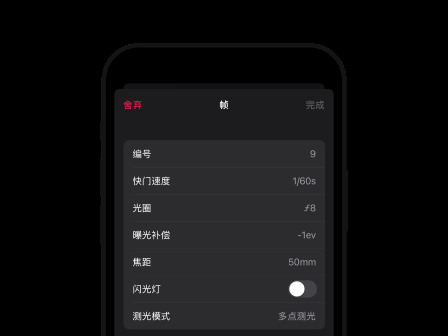 舍弃 帧 完成
编号 9
快门速度 1/60s
光圈 ƒ8
曝光补偿 -1ev
焦距 50mm
闪光灯
测光模式 多点测光